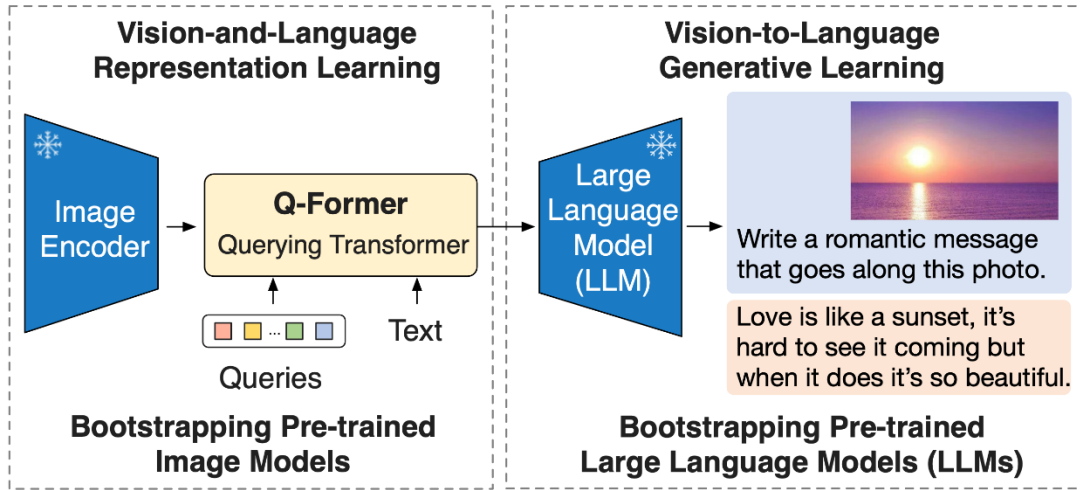 Vision-and-Language
Representation Learning
Image
Encoder
Q-Former
Querying Transformer
...
Queries
Text
Bootstrapping Pre-trained
Image Models
Vision-to-Language
Generative Learning
Large
Language
Model
(LLM)
Write a romantic message
that goes along this photo.
Love is like a sunset, it's
hard to see it coming but
when it does it's so beautiful.
Bootstrapping Pre-trained
Large Language Models (LLMs)